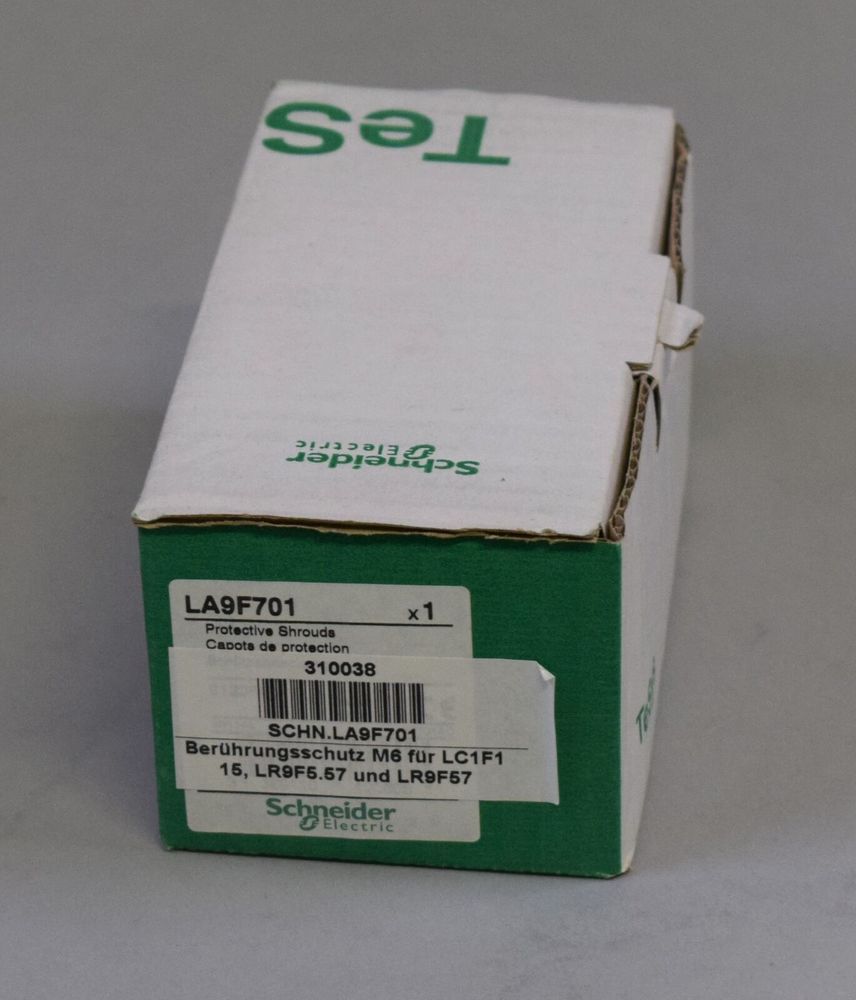 TeS
Schneider
Electric
LA9F701 x1
Protective Shrouds
Capots de protection
310038
SCHN.LA9F701
Berührungsschutz M6 für LC1F1
15, LR9F5.57 und LR9F57
Schneider
Electric
TeS